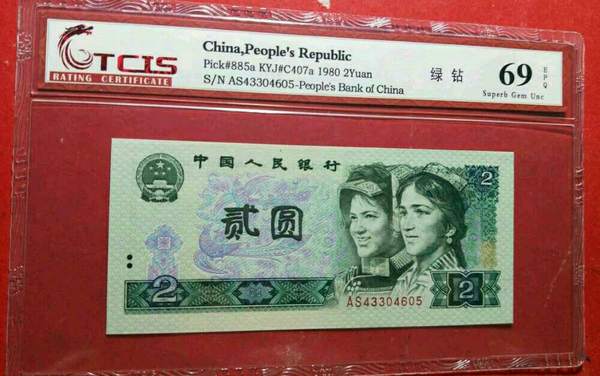 TCIS
RATING CERTIFICATE
China,People's Republic
Pick#885a KYJ#C407a 1980 2Yuan
S/N AS43304605-People's Bank of China
绿钻
69
EPQ
Superb Gem Unc
中国人民银行
贰圆
2
2
AS43304605
2